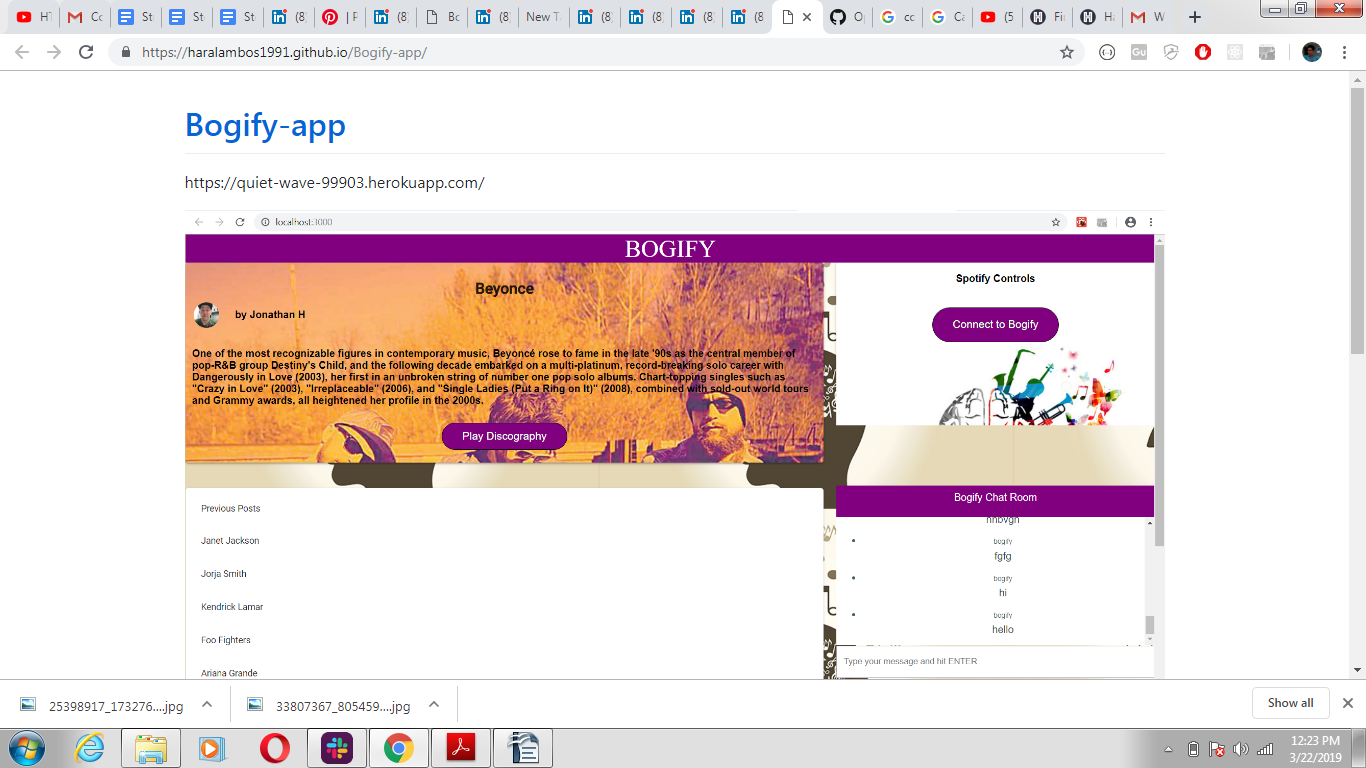 HT
Co
St
St
St
(8
| P
(8
Bo
(8
New T
(8
(8
(8
(8
Op
cc
Ca
(5
Fi
Ha
W
https://haralambos1991.github.io/Bogify-app/
Gu
Bogify-app
https://quiet-wave-99903.herokuapp.com/
localhost:3000
BOGIFY
Beyonce
by Jonathan H
One of the most recognizable figures in contemporary music, Beyoncé rose to fame in the late '90s as the central member of
pop-R&B group Destiny's Child, and the following decade embarked on a multi-platinum, record-breaking solo career with
Dangerously in Love (2003), her first in an unbroken string of number one pop solo albums. Chart-topping singles such as
"Crazy in Love" (2003), "Irreplaceable" (2006), and "Single Ladies (Put a Ring on It)" (2008), combined with sold-out world tours
and Grammy awards, all heightened her profile in the 2000s.
Play Discography
Spotify Controls
Connect to Bogify
Previous Posts
Janet Jackson
Jorja Smith
Kendrick Lamar
Foo Fighters
Ariana Grande
Bogify Chat Room
hhbvgh
bogify
fgfg
bogify
hi
bogify
hello
Type your message and hit ENTER
25398917_173276....jpg
33807367_805459....jpg
Show all
12:23 PM
3/22/2019